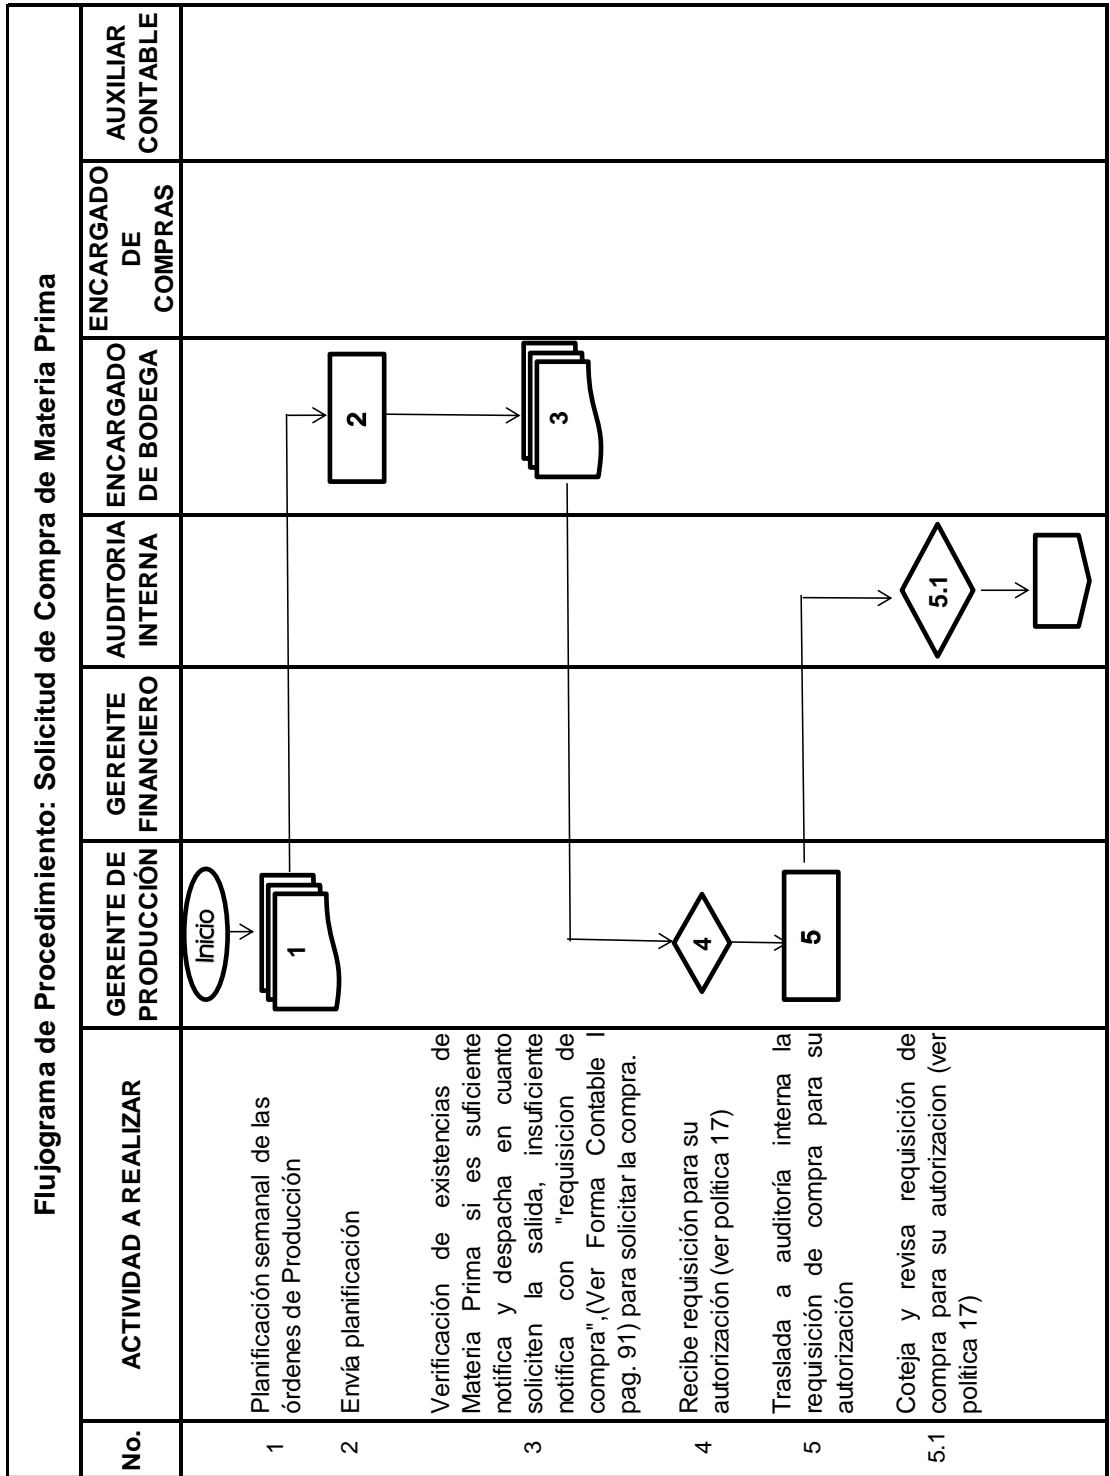 Flujograma de Procedimiento: Solicitud de Compra de Materia Prima
No.
ACTIVIDAD A REALIZAR
GERENTE DE
PRODUCCIÓN
GERENTE
FINANCIERO
AUDITORIA
INTERNA
ENCARGADO
DE BODEGA
ENCARGADO
DE
COMPRAS
AUXILIAR
CONTABLE
Inicio
1
Planificación semanal de las
órdenes de Producción
1
2
Envía planificación
2
3
Verificación de existencias de
Materia Prima si es suficiente
notifica y despacha en cuanto
soliciten la salida, insuficiente
notifica con "requisicion de
compra",(Ver Forma Contable I
pag. 91) para solicitar la compra.
3
4
Recibe requisición para su
autorización (ver política 17)
4
5
Traslada a auditoría interna la
requisición de compra para su
autorización
5
5.1
Coteja y revisa requisición de
compra para su autorizacion (ver
política 17)
5.1